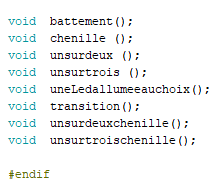 void  battement();
void  chenille ();
void  unsurdeux ();
void  unsurtrois ();
void  uneLedallumeeauchoix();
void  transition();
void  unsurdeuxchenille();
void  unsurtroischenille();
#endif